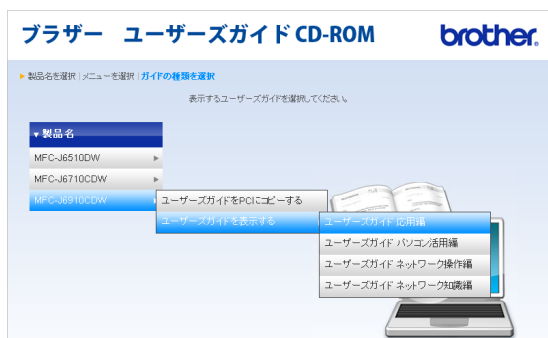 ブラザー ユーザーズガイド CD-ROM
brother
製品名を選択 | メニューを選択 | ガイドの種類を選択
表示するユーザーズガイドを選択してください。
▼製品名
MFC-J6510DW
MFC-J6710CDW
MFC-J6910CDW
ユーザーズガイドをPCにコピーする
ユーザーズガイドを表示する
ユーザーズガイド 応用編
ユーザーズガイド パソコン活用編
ユーザーズガイド ネットワーク操作編
ユーザーズガイド ネットワーク知識編